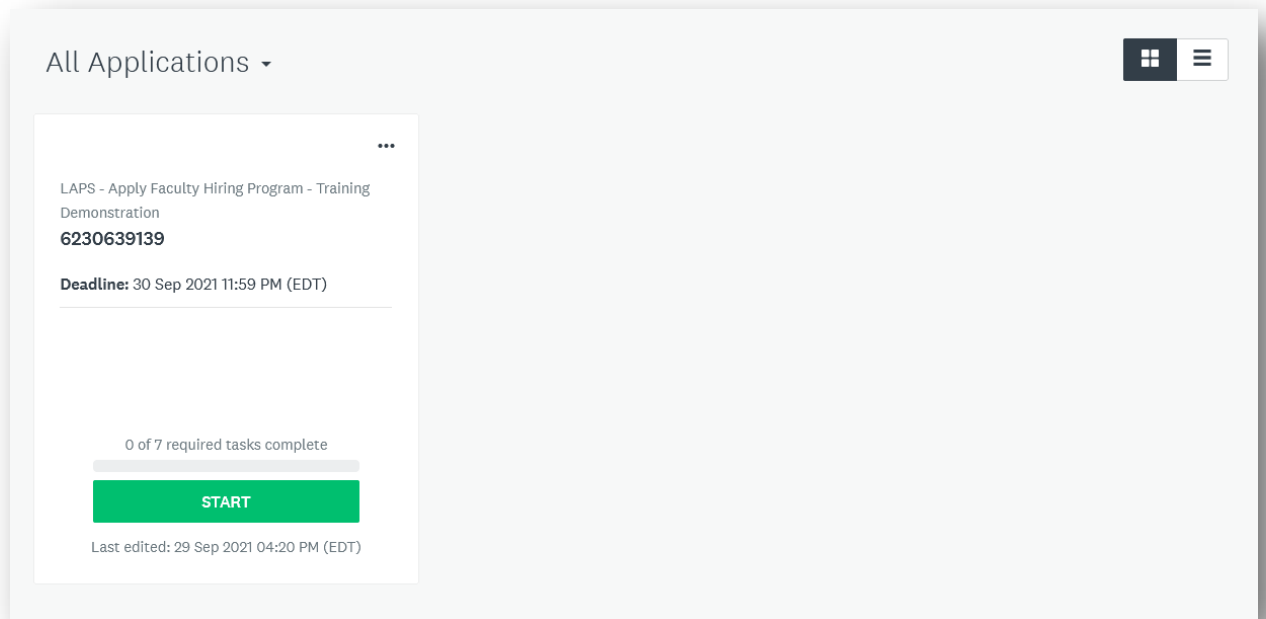 All Applications
LAPS - Apply Faculty Hiring Program - Training
Demonstration
6230639139
Deadline: 30 Sep 2021 11:59 PM (EDT)
0 of 7 required tasks complete
START
Last edited: 29 Sep 2021 04:20 PM (EDT)